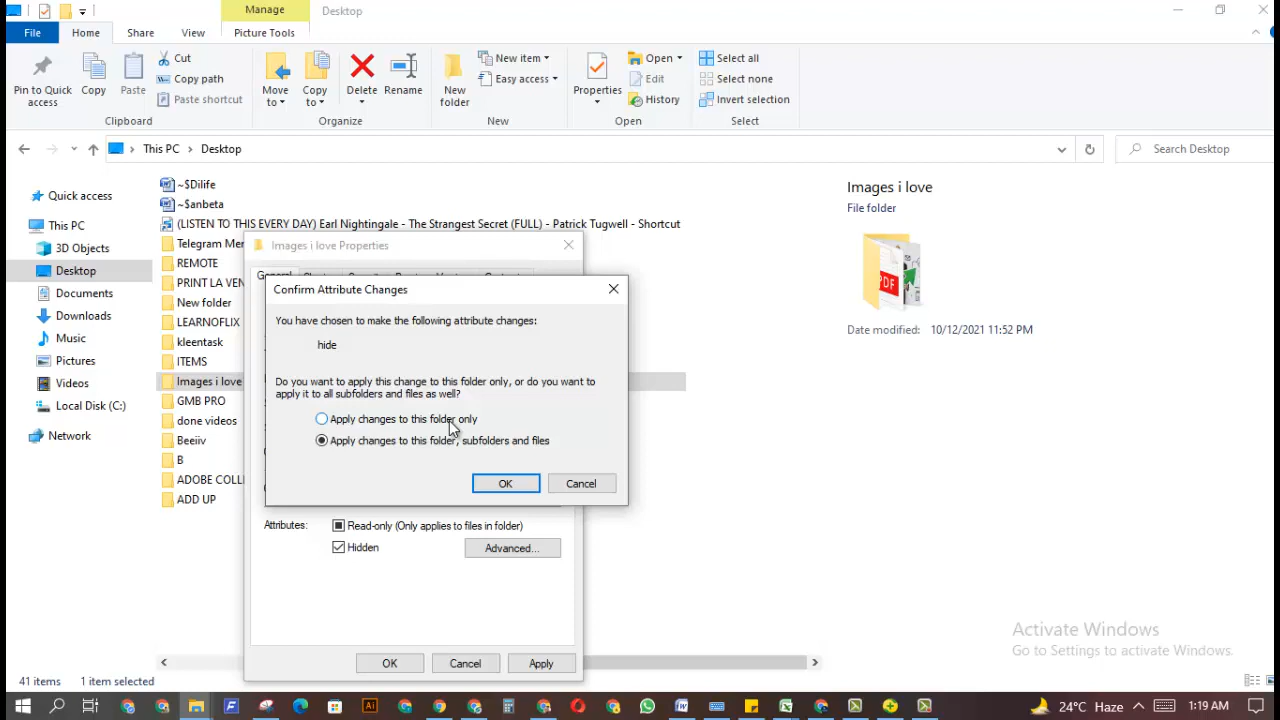 Manage
Desktop
File
Home
Share
View
Picture Tools
Pin to Quick access
Copy
Paste
Cut
Copy path
Paste shortcut
Clipboard
Move to
Copy to
Delete
Rename
Organize
New folder
New item
Easy access
New
Properties
Open
Edit
History
Open
Select all
Select none
Invert selection
Select
This PC
Desktop
Search Desktop
Quick access
This PC
3D Objects
Desktop
Documents
Downloads
Music
Pictures
Videos
Local Disk (C:)
Network
~$Dilife
~$anbeta
(LISTEN TO THIS EVERY DAY) Earl Nightingale - The Strangest Secret (FULL) - Patrick Tugwell - Shortcut
Telegram
REMOTE
PRINT LA
New folder
LEARNOFLIX
kleentask
ITEMS
Images i love
GMB PRO
done videos
Beeiiv
B
ADOBE
ADD UP
Images i love Properties
Confirm Attribute Changes
You have chosen to make the following attribute changes:
hide
Do you want to apply this change to this folder only, or do you want to
apply it to all subfolders and files as well?
Apply changes to this folder only
Apply changes to this folder, subfolders and files
OK
Cancel
Attributes:
Read-only (Only applies to files in folder)
Hidden
Advanced...
OK
Cancel
Apply
Images i love
File folder
PDF
Date modified: 10/12/2021 11:52 PM
Activate Windows
Go to Settings to activate Windows.
41 items
1 item selected
Ai
24°C Haze
1:19 AM